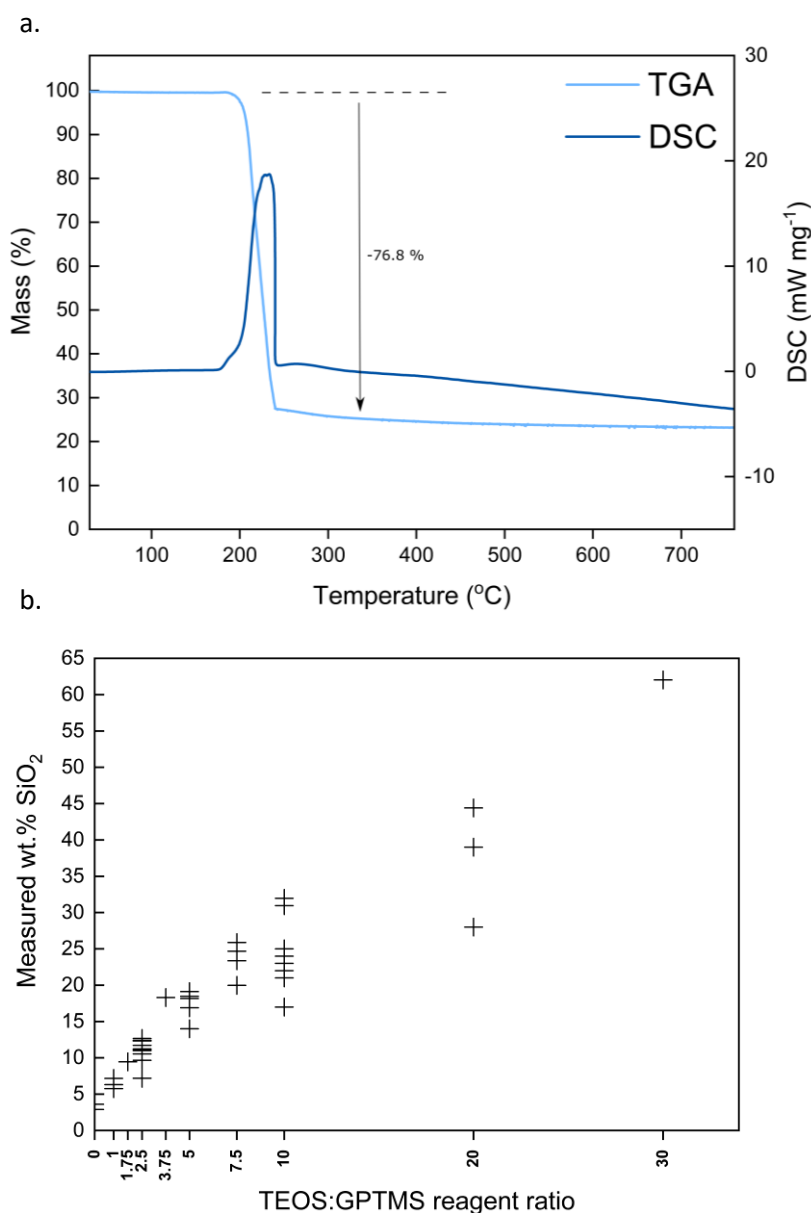 a.
TGA
DSC
100
90
80
70
60
50
40
30
20
10
0
Mass (%)
-76.8 %
30
20
10
0
-10
DSC (mW mg⁻¹)
100 200 300 400 500 600 700
Temperature (°C)
b.
65
60
55
50
45
40
35
30
25
20
15
10
5
0
Measured wt.% SiO₂
0 1 1.75 2.5 3.75 5 7.5 10 20 30
TEOS:GPTMS reagent ratio